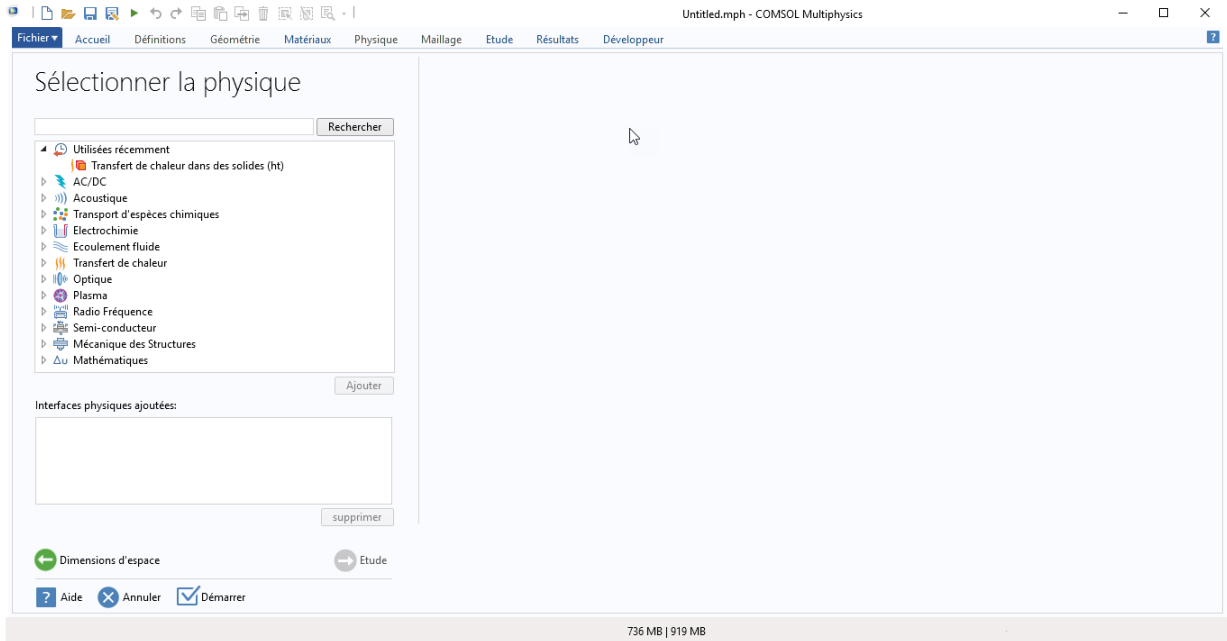 Untitled.mph - COMSOL Multiphysics
Fichier Accueil Définitions Géométrie Matériaux Physique Maillage Etude Résultats Développeur ?
Sélectionner la physique
Rechercher
Utilisées récemment
Transfert de chaleur dans des solides (ht)
AC/DC
Acoustique
Transport d'espèces chimiques
Electrochimie
Ecoulement fluide
Transfert de chaleur
Optique
Plasma
Radio Fréquence
Semi-conducteur
Mécanique des Structures
Δu Mathématiques
Ajouter
Interfaces physiques ajoutées:
supprimer
Dimensions d'espace Etude
? Aide Annuler Démarrer
736 MB | 919 MB